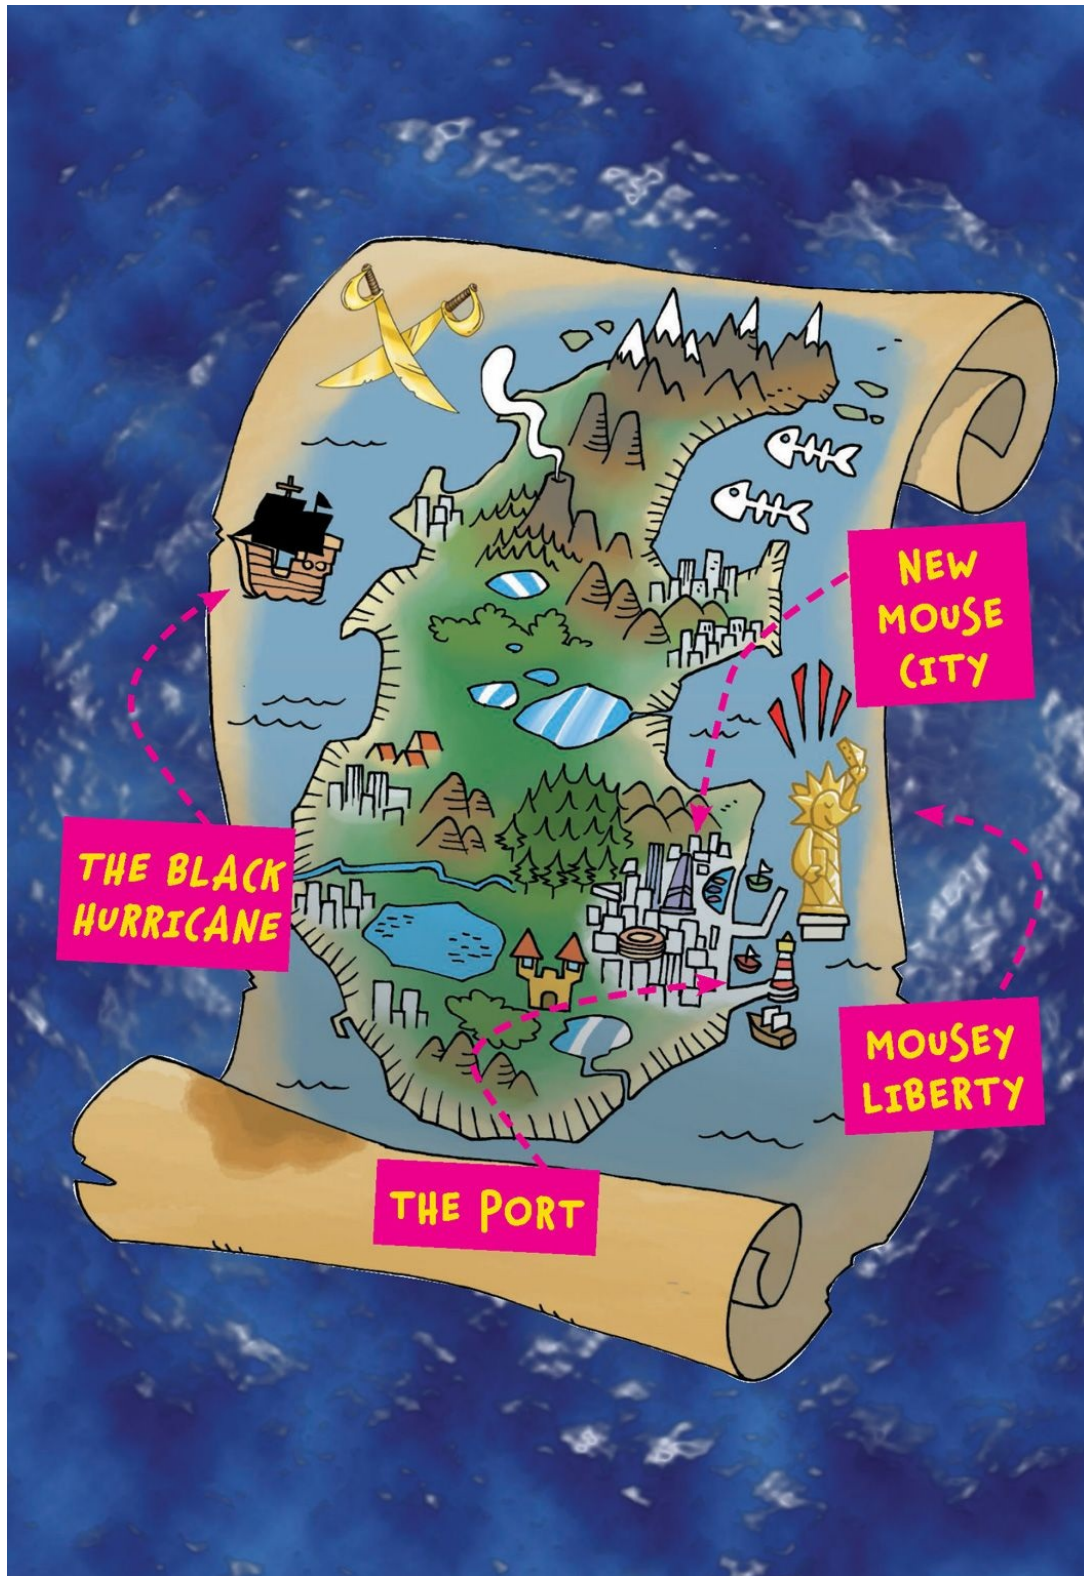 NEW
MOUSE
CITY
THE BLACK
HURRICANE
MOUSEY
LIBERTY
THE PORT